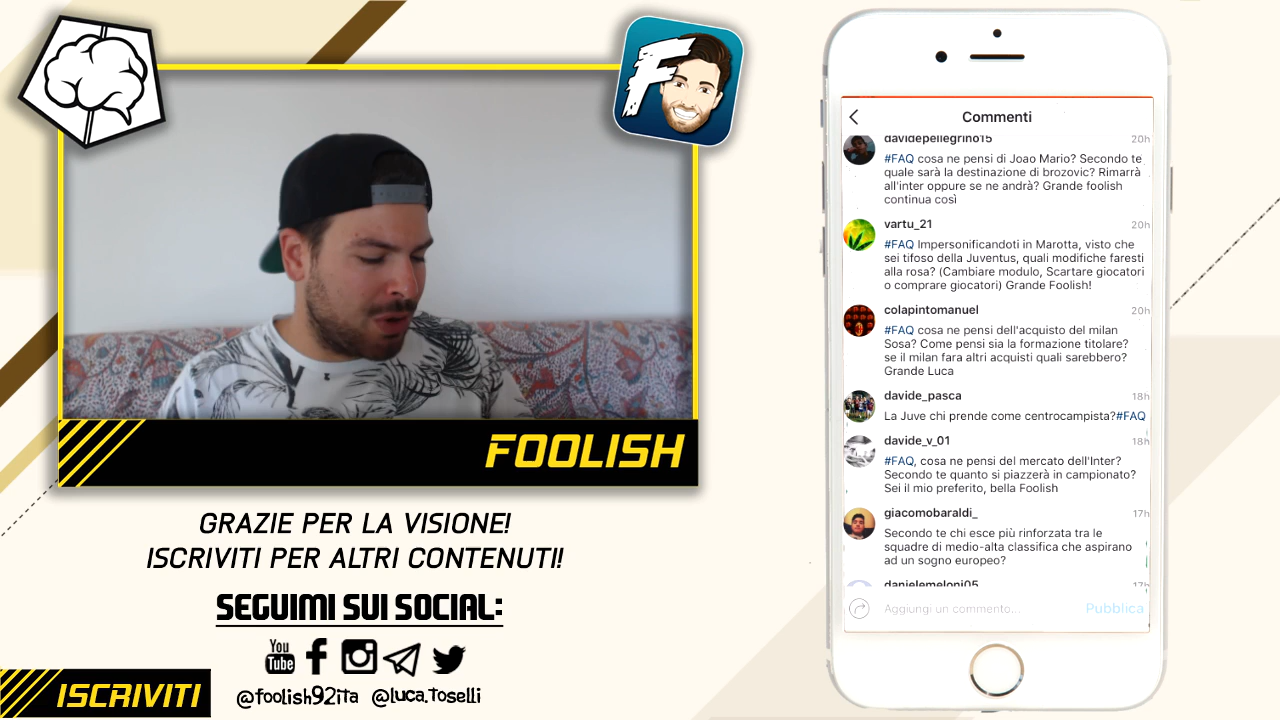 F
FOOLISH
GRAZIE PER LA VISIONE!
ISCRIVITI PER ALTRI CONTENUTI!
SEGUIMI SUI SOCIAL:
You
Tube
@foolish92ita @luca.toselli
ISCRIVITI
Commenti
davidepellegrino15 20h
#FAQ cosa ne pensi di Joao Mario? Secondo te
quale sarà la destinazione di brozovic? Rimarrà
all'inter oppure se ne andrà? Grande foolish
continua così
vartu_21 20h
#FAQ Impersonificandoti in Marotta, visto che
sei tifoso della Juventus, quali modifiche faresti
alla rosa? (Cambiare modulo, Scartare giocatori
o comprare giocatori) Grande Foolish!
colapintomanuel 20h
#FAQ cosa ne pensi dell'acquisto del milan
Sosa? Come pensi sia la formazione titolare?
se il milan fara altri acquisti quali sarebbero?
Grande Luca
davide_pasca 18h
La Juve chi prende come centrocampista?#FAQ
davide_v_01 18h
#FAQ, cosa ne pensi del mercato dell'Inter?
Secondo te quanto si piazzerà in campionato?
Sei il mio preferito, bella Foolish
giacomobaraldi_ 17h
Secondo te chi esce più rinforzata tra le
squadre di medio-alta classifica che aspirano
ad un sogno europeo?
danielemeloni05 17h
Aggiungi un commento... Pubblica